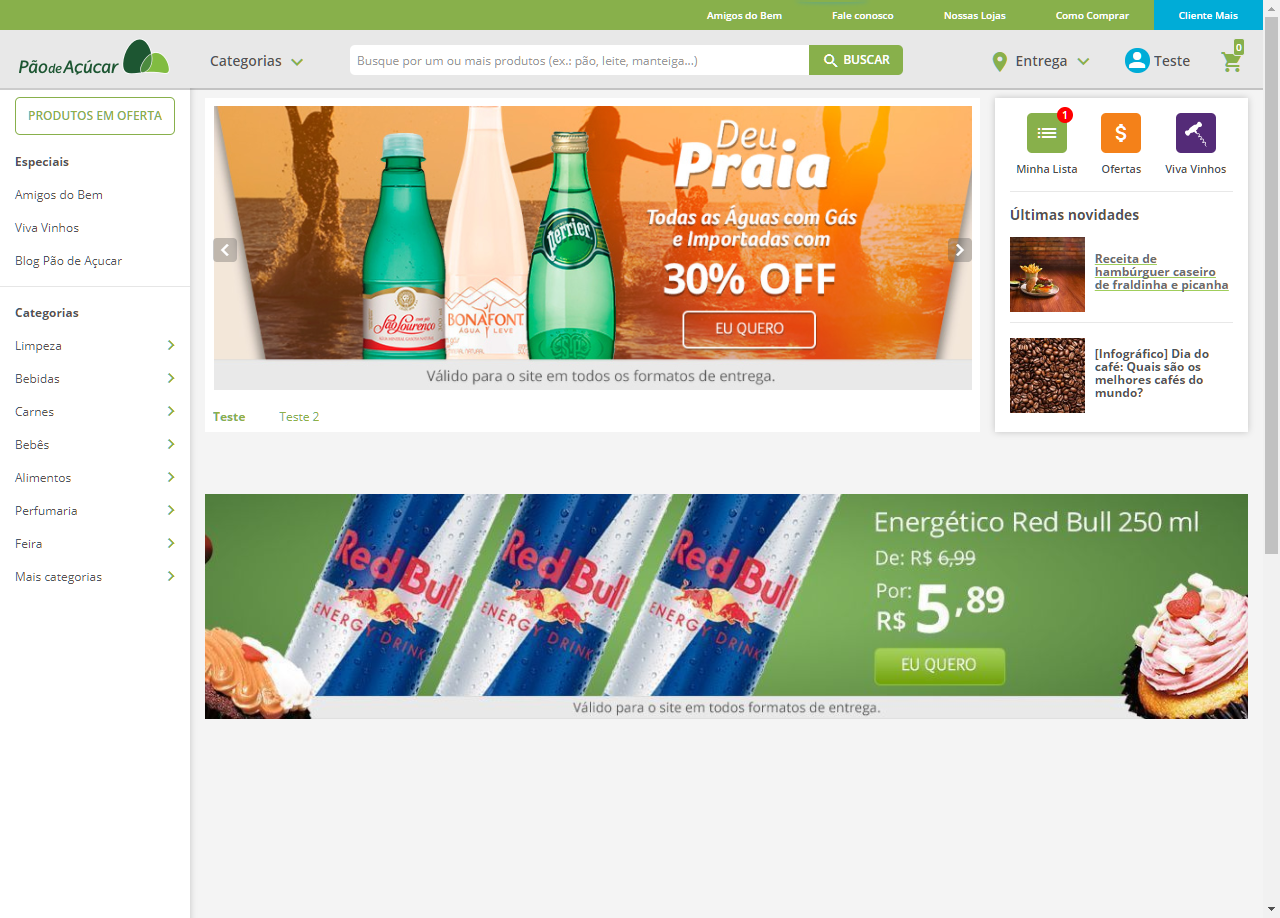 Amigos do Bem
Fale conosco
Nossas Lojas
Como Comprar
Cliente Mais
Pão de Açúcar
Categorias
Busque por um ou mais produtos (ex.: pão, leite, manteiga...)
BUSCAR
Entrega
Teste
0
PRODUTOS EM OFERTA
Especiais
Amigos do Bem
Viva Vinhos
Blog Pão de Açucar
Categorias
Limpeza
Bebidas
Carnes
Bebês
Alimentos
Perfumaria
Feira
Mais categorias
Deu
Praia
Todas as Águas com Gás
e Importadas com
30% OFF
EU QUERO
São Lourenço
BONAFONT
ÁGUA LEVE
perrier
Válido para o site em todos os formatos de entrega.
Teste
Teste 2
1
Minha Lista
Ofertas
Viva Vinhos
Últimas novidades
Receita de
hambúrguer caseiro
de fraldinha e picanha
[Infográfico] Dia do
café: Quais são os
melhores cafés do
mundo?
Red Bull
ENERGY DRINK
Red Bull
ENERGY DRINK
Red Bull
ENERGY DRINK
Energético Red Bull 250 ml
De: R$ 6,99
Por:
R$ 5,89
EU QUERO
Válido para o site em todos formatos de entrega.